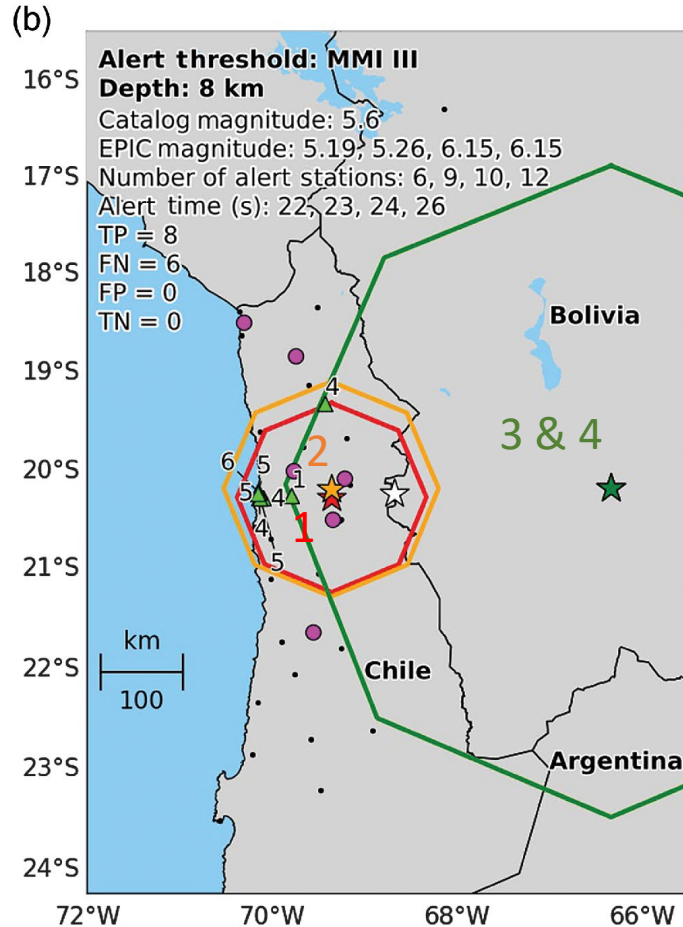 (b)
Alert threshold: MMI III
Depth: 8 km
Catalog magnitude: 5.6
EPIC magnitude: 5.19, 5.26, 6.15, 6.15
Number of alert stations: 6, 9, 10, 12
Alert time (s): 22, 23, 24, 26
TP = 8
FN = 6
FP = 0
TN = 0
16°S
17°S
18°S
19°S
20°S
21°S
22°S
23°S
24°S
Bolivia
4
3 & 4
2
6
5
1
5
4
1
4
5
km
100
Chile
Argentina
72°W
70°W
68°W
66°W